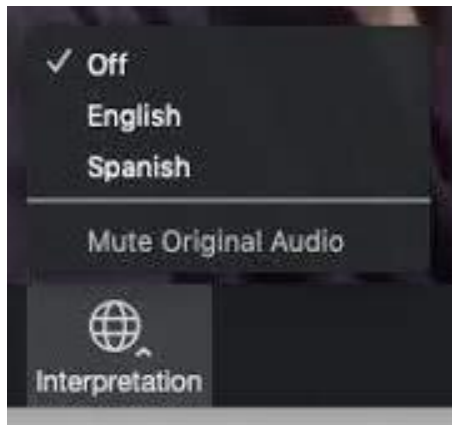 Off
English
Spanish
Mute Original Audio
Interpretation